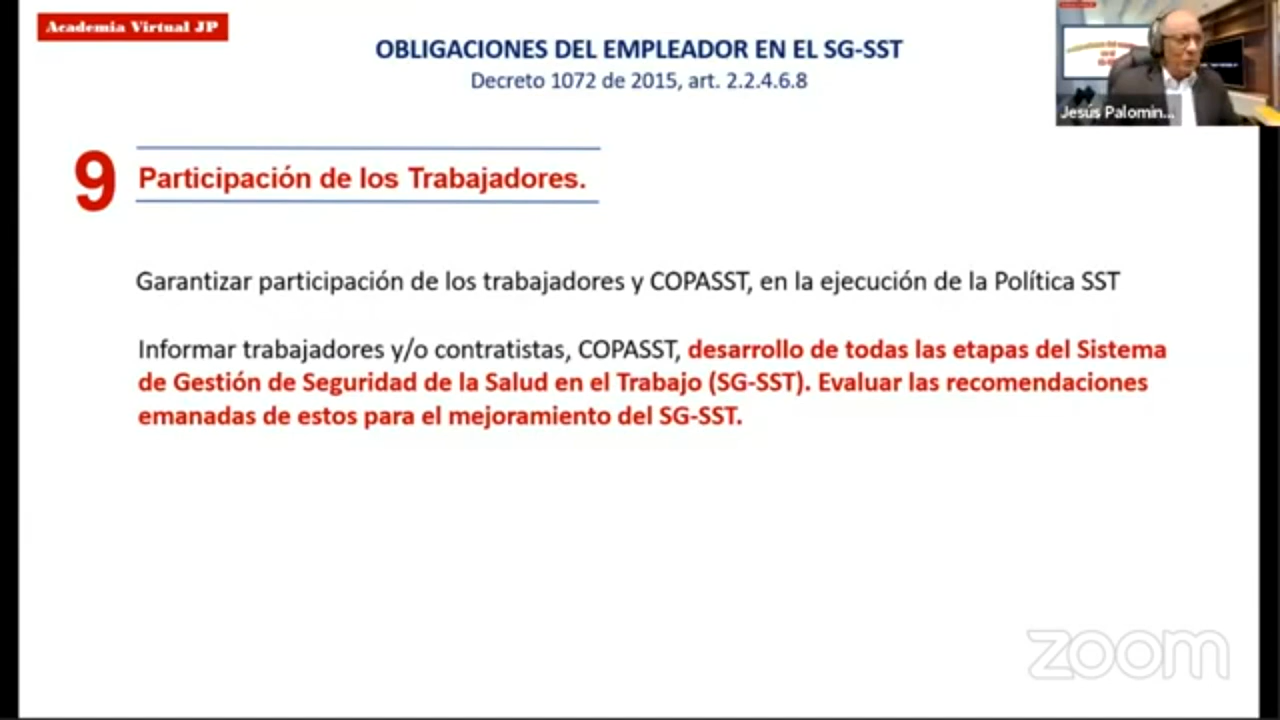 Academia Virtual JP
OBLIGACIONES DEL EMPLEADOR EN EL SG-SST
Decreto 1072 de 2015, art. 2.2.4.6.8
Jesús Palomin...
9
Participación de los Trabajadores.
Garantizar participación de los trabajadores y COPASST, en la ejecución de la Política SST
Informar trabajadores y/o contratistas, COPASST, desarrollo de todas las etapas del Sistema
de Gestión de Seguridad de la Salud en el Trabajo (SG-SST). Evaluar las recomendaciones
emanadas de estos para el mejoramiento del SG-SST.
zoom